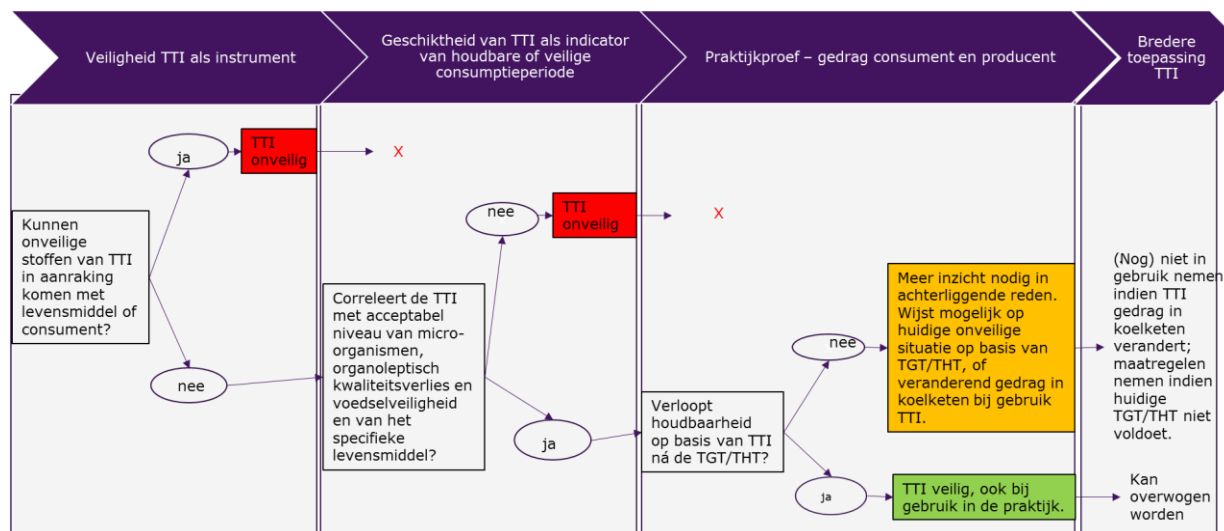 Veiligheid TTI als instrument
Geschiktheid van TTI als indicator
van houdbare of veilige
consumptieperiode
Praktijkproef – gedrag consument en producent
Bredere
toepassing
TTI
ja
TTI
onveilig
X
Kunnen
onveilige
stoffen van TTI
in aanraking
komen met
levensmiddel of
consument?
nee
nee
TTI
onveilig
X
Correleert de TTI
met acceptabel
niveau van micro-
organismen,
organoleptisch
kwaliteitsverlies en
voedselveiligheid
en van het
specifieke
levensmiddel?
ja
Verloopt
houdbaarheid
op basis van TTI
ná de TGT/THT?
nee
Meer inzicht nodig in
achterliggende reden.
Wijst mogelijk op
huidige onveilige
situatie op basis van
TGT/THT, of
veranderend gedrag in
koelketen bij gebruik
TTI.
(Nog) niet in
gebruik nemen
indien TTI
gedrag in
koelketen
verandert;
maatregelen
nemen indien
huidige
TGT/THT niet
voldoet.
ja
TTI veilig, ook bij
gebruik in de praktijk.
Kan
overwogen
worden